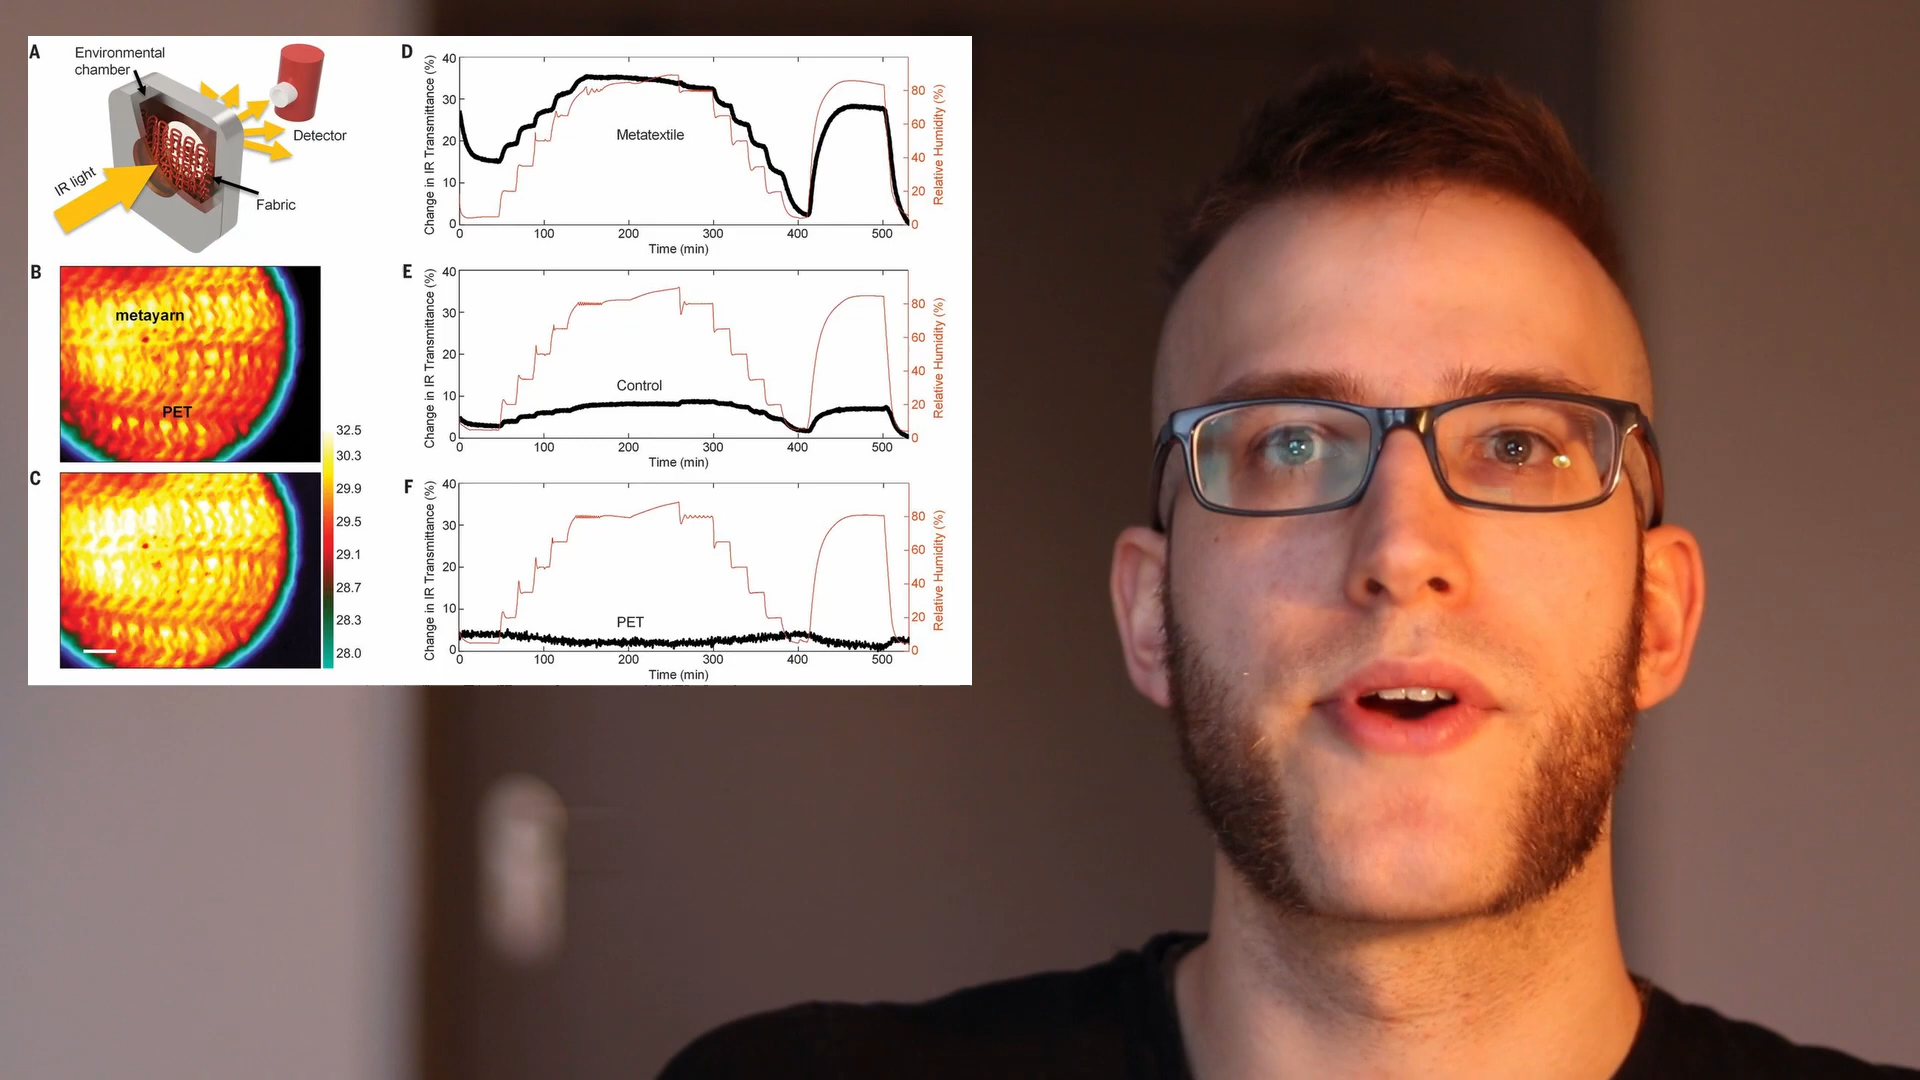 A
Environmental
chamber
Detector
IR light
Fabric
B
metayarn
PET
C
32.5
30.3
29.9
29.5
29.1
28.7
28.3
28.0
D
Change in IR Transmittance (%)
40
30
20
10
0
Metatextile
80
60
40
20
0
Relative Humidity (%)
0 100 200 300 400 500
Time (min)
E
Change in IR Transmittance (%)
40
30
20
10
0
Control
80
60
40
20
0
Relative Humidity (%)
0 100 200 300 400 500
Time (min)
F
Change in IR Transmittance (%)
40
30
20
10
0
PET
80
60
40
20
0
Relative Humidity (%)
0 100 200 300 400 500
Time (min)